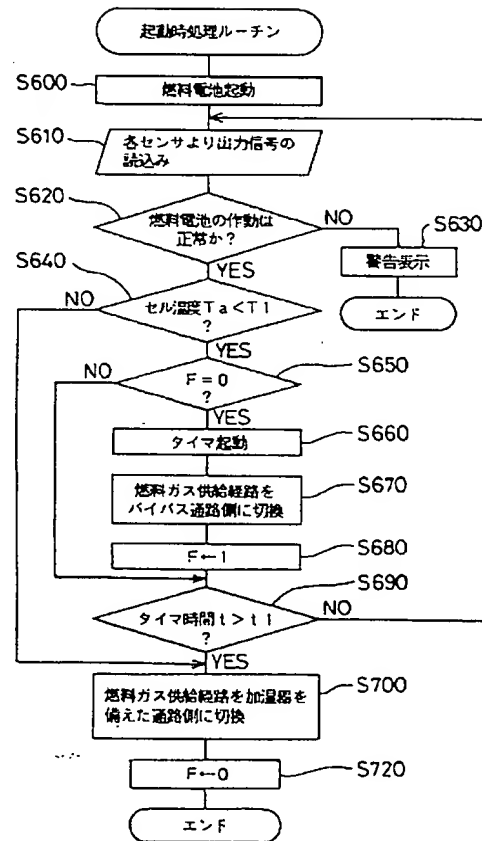 起動時処理ルーチン
S600
燃料電池起動
S610
各センサより出力信号の
読込み
S620
燃料電池の作動は
正常か?
NO
S630
警告表示
エンド
YES
S640
NO
セル温度Ta<T1
?
YES
NO
F=0
?
S650
YES
タイマ起動
S660
燃料ガス供給経路を
バイパス通路側に切換
S670
F←1
S680
S690
タイマ時間t>t1
?
NO
YES
燃料ガス供給経路を加湿器を
備えた通路側に切換
S700
F←0
S720
エンド